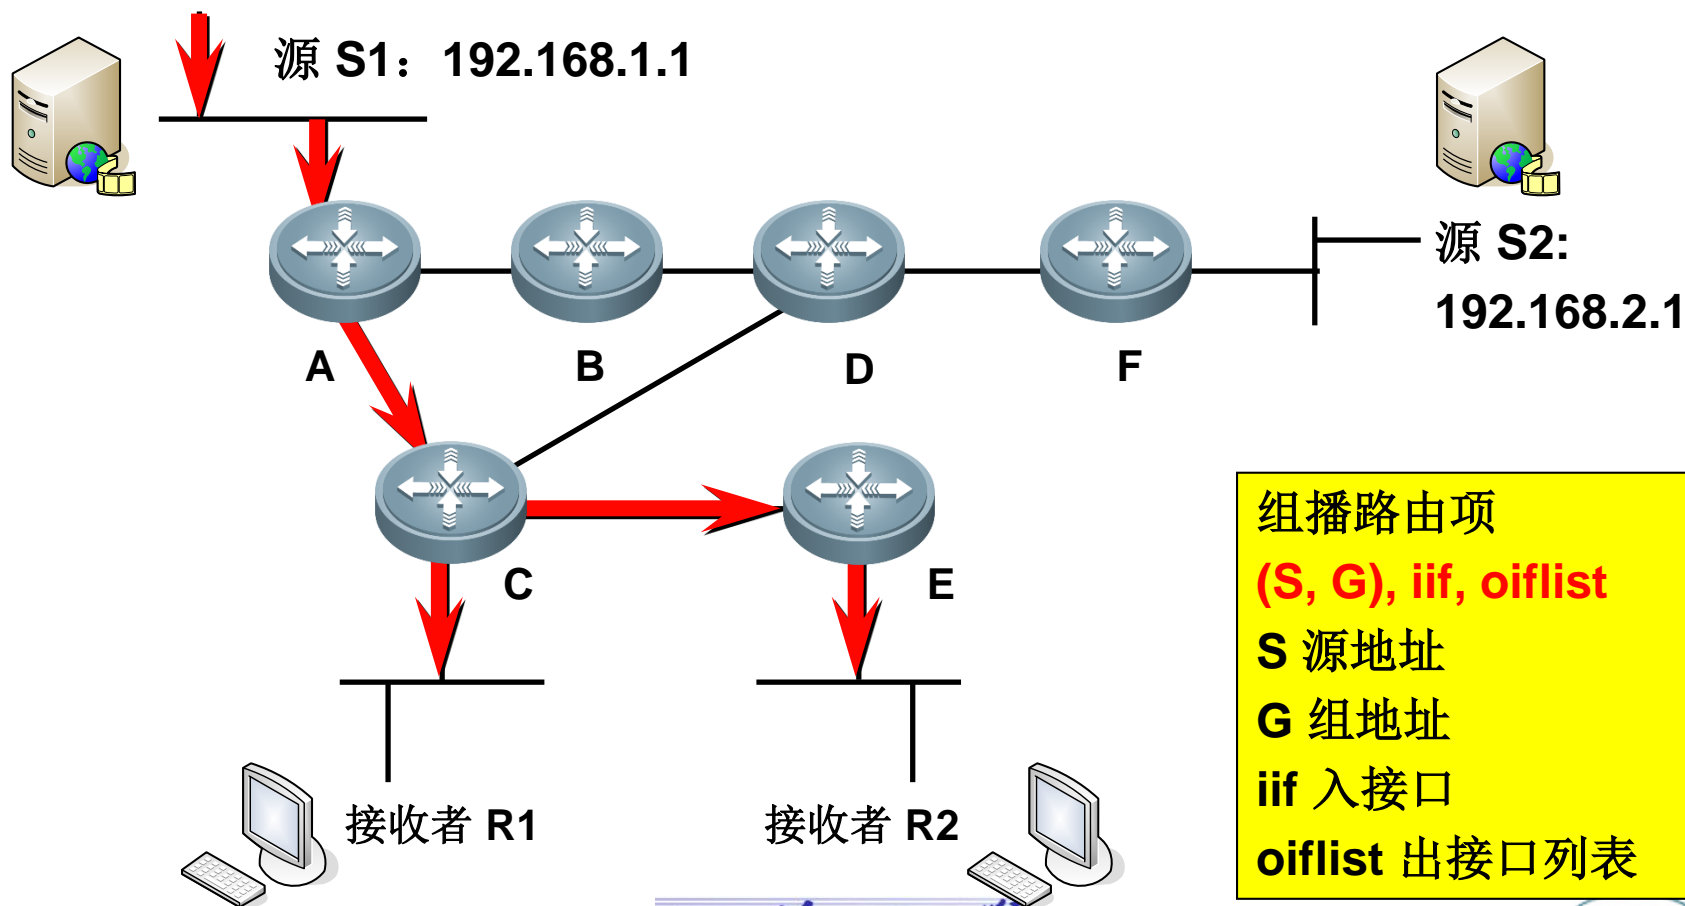 源 S1：192.168.1.1
源 S2:
192.168.2.1
A
B
D
F
C
E
接收者 R1
接收者 R2
组播路由项
(S, G), iif, oiflist
S 源地址
G 组地址
iif 入接口
oiflist 出接口列表